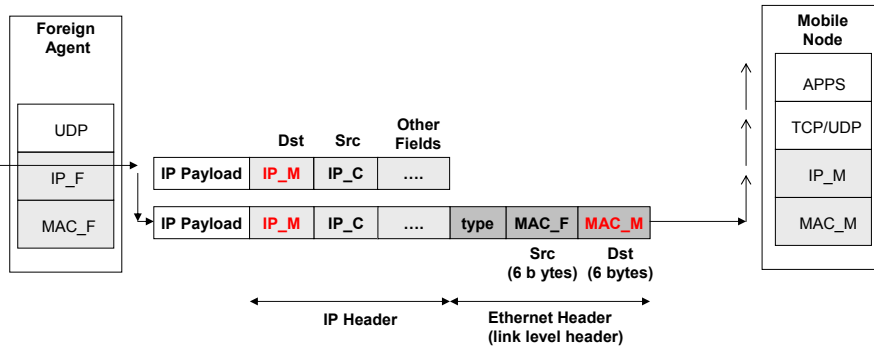 Foreign
Agent
UDP
IP_F
MAC_F
Dst
Src
Other
Fields
IP Payload
IP_M
IP_C
....
IP Payload
IP_M
IP_C
....
type
MAC_F
MAC_M
Src
(6 b ytes)
Dst
(6 bytes)
IP Header
Ethernet Header
(link level header)
Mobile
Node
APPS
TCP/UDP
IP_M
MAC_M